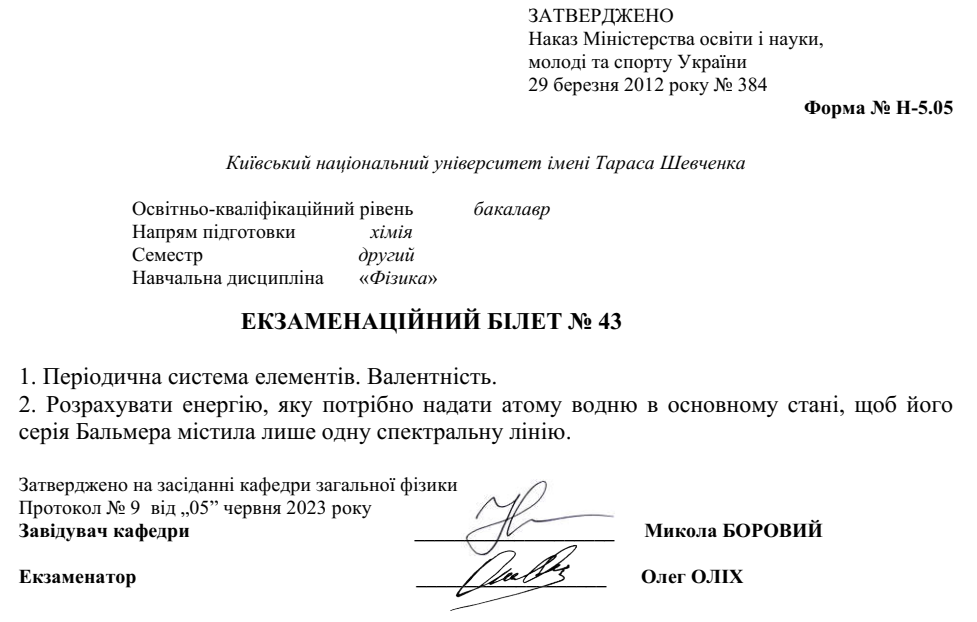 ЗАТВЕРДЖЕНО
Наказ Міністерства освіти і науки,
молоді та спорту України
29 березня 2012 року № 384
Форма № Н-5.05
Київський національний університет імені Тараса Шевченка
Освітньо-кваліфікаційний рівень бакалавр
Напрям підготовки хімія
Семестр другий
Навчальна дисципліна «Фізика»
ЕКЗАМЕНАЦІЙНИЙ БІЛЕТ № 43
1. Періодична система елементів. Валентність.
2. Розрахувати енергію, яку потрібно надати атому водню в основному стані, щоб його
серія Бальмера містила лише одну спектральну лінію.
Затверджено на засіданні кафедри загальної фізики
Протокол № 9 від „05” червня 2023 року
Завідувач кафедри Микола БОРОВИЙ
Екзаменатор Олег ОЛІХ